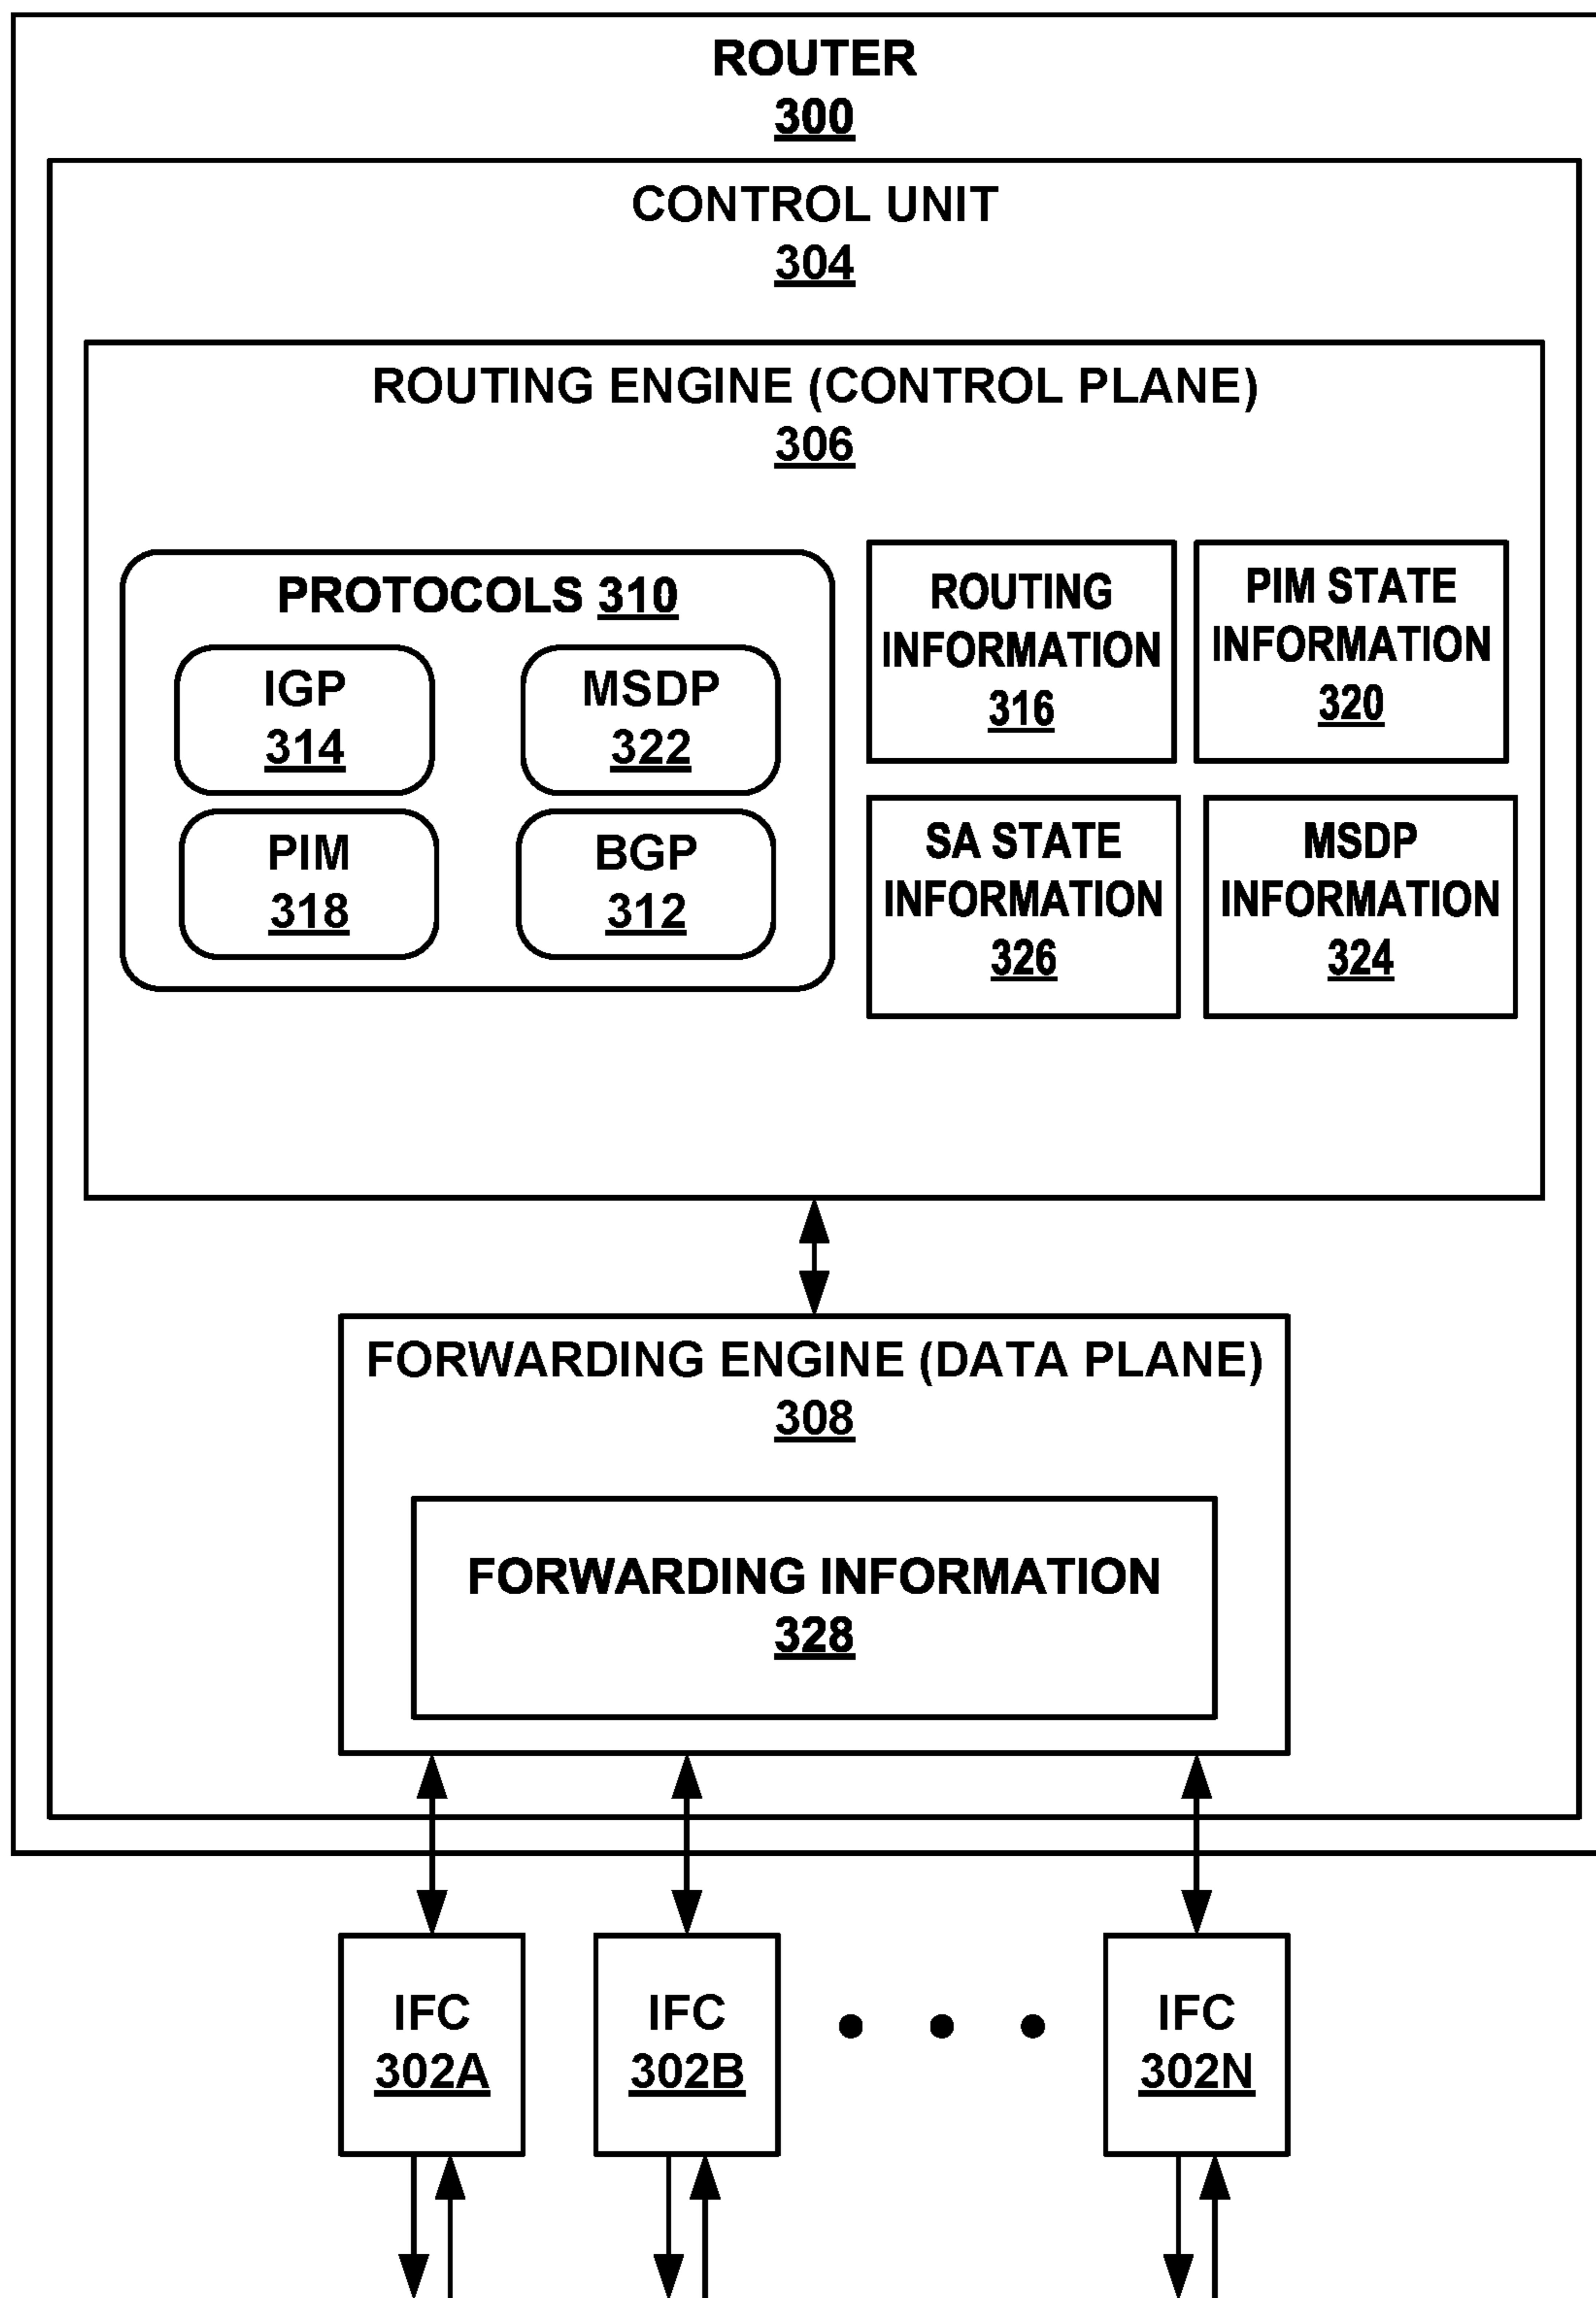 ROUTER
300
CONTROL UNIT
304
ROUTING ENGINE (CONTROL PLANE)
306
PROTOCOLS 310
IGP
314
MSDP
322
PIM
318
BGP
312
ROUTING
INFORMATION
316
PIM STATE
INFORMATION
320
SA STATE
INFORMATION
326
MSDP
INFORMATION
324
FORWARDING ENGINE (DATA PLANE)
308
FORWARDING INFORMATION
328
IFC
302A
IFC
302B
IFC
302N